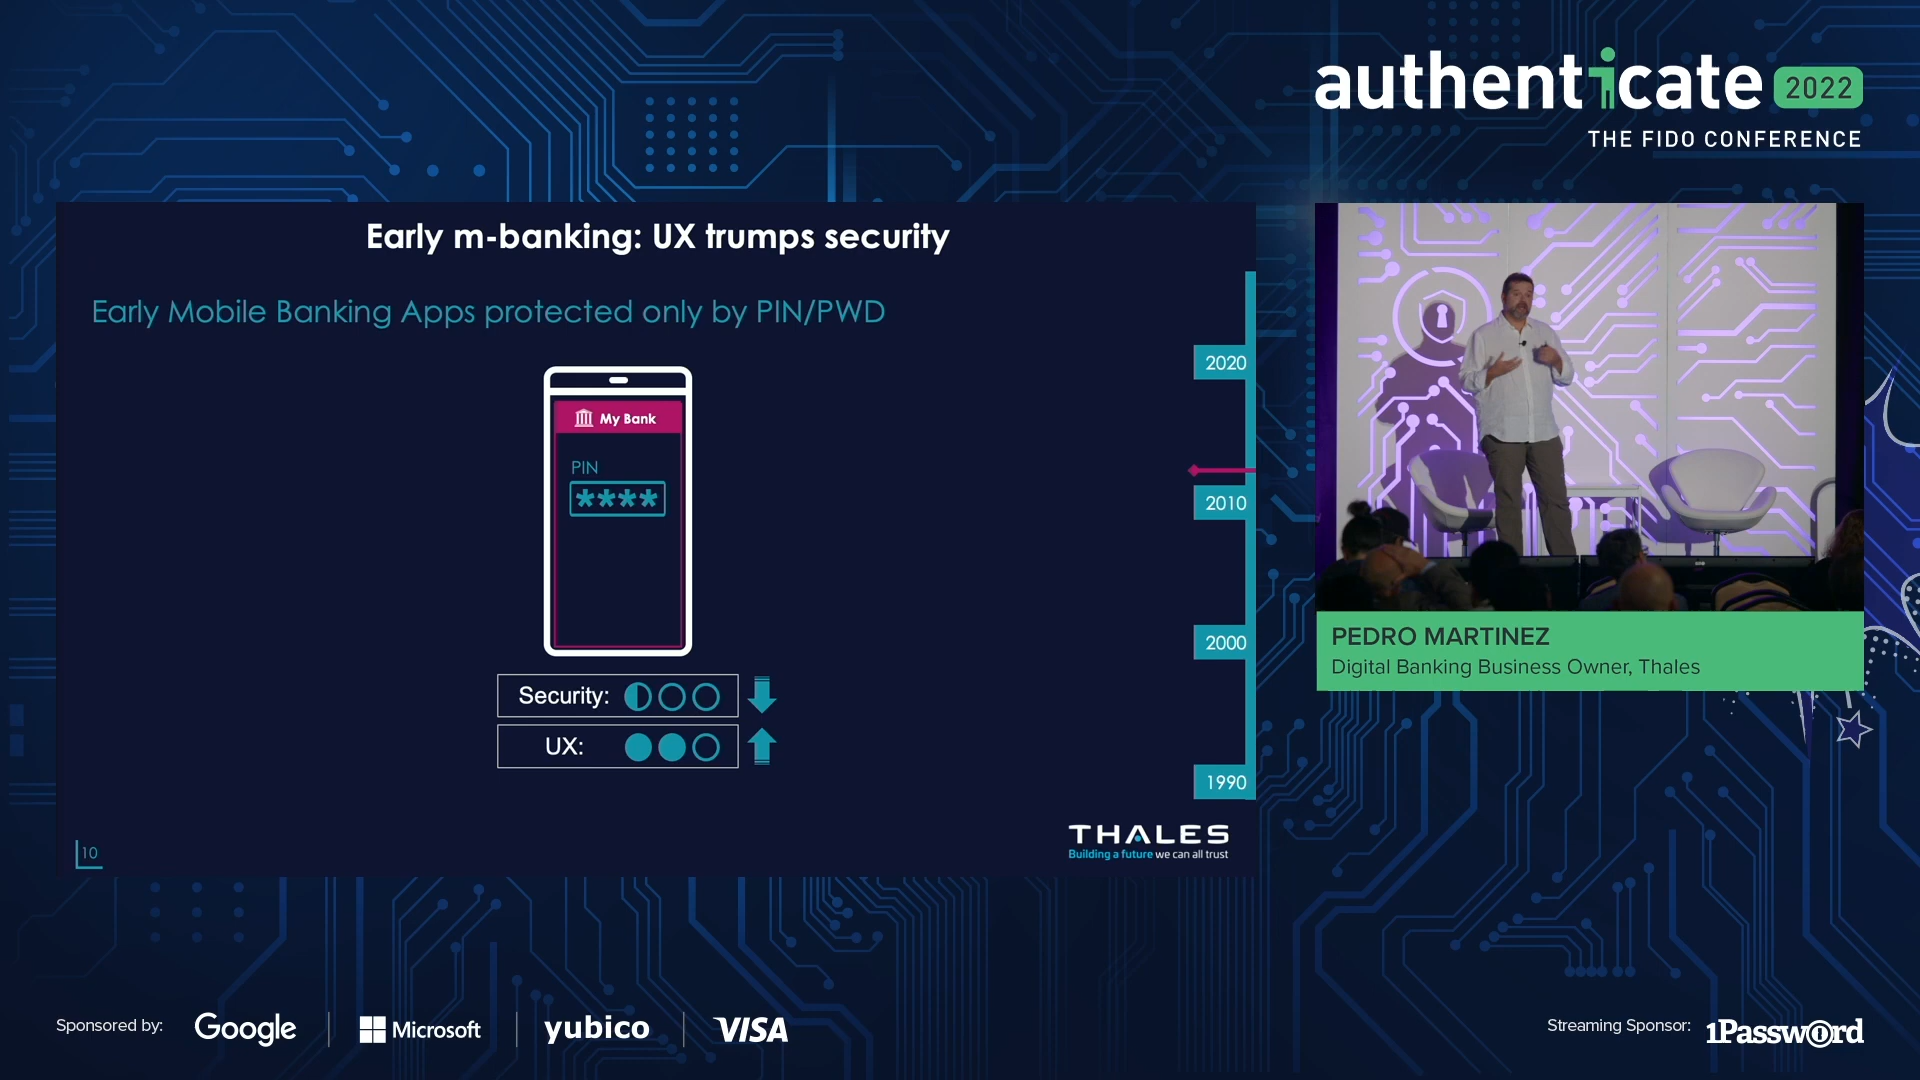 authenticate 2022
THE FIDO CONFERENCE
Early m-banking: UX trumps security
Early Mobile Banking Apps protected only by PIN/PWD
My Bank
PIN
****
Security:
UX:
2020
2010
2000
1990
THALES
Building a future we can all trust
10
PEDRO MARTINEZ
Digital Banking Business Owner, Thales
Sponsored by: Google Microsoft yubico VISA
Streaming Sponsor: 1Password